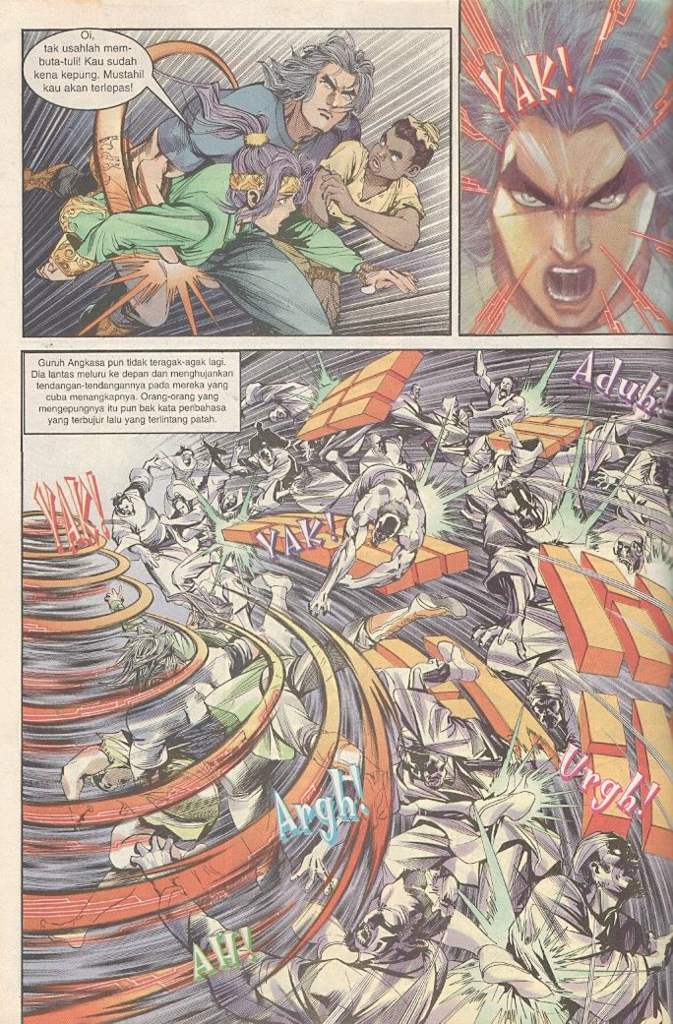 Oi,
tak usahlah mem-
buta-tuli! Kau sudah
kena kepung. Mustahil
kau akan terlepas!
YAK!
Guruh Angkasa pun tidak teragak-agak lagi.
Dia lantas meluru ke depan dan menghujankan
tendangan-tendangannya pada mereka yang
cuba menangkapnya. Orang-orang yang
mengepungnya itu pun bak kata peribahasa
yang terbujur lalu yang terlintang patah.
Aduh!
YAK!
YAK!
Urgh!
Argh!
AH!